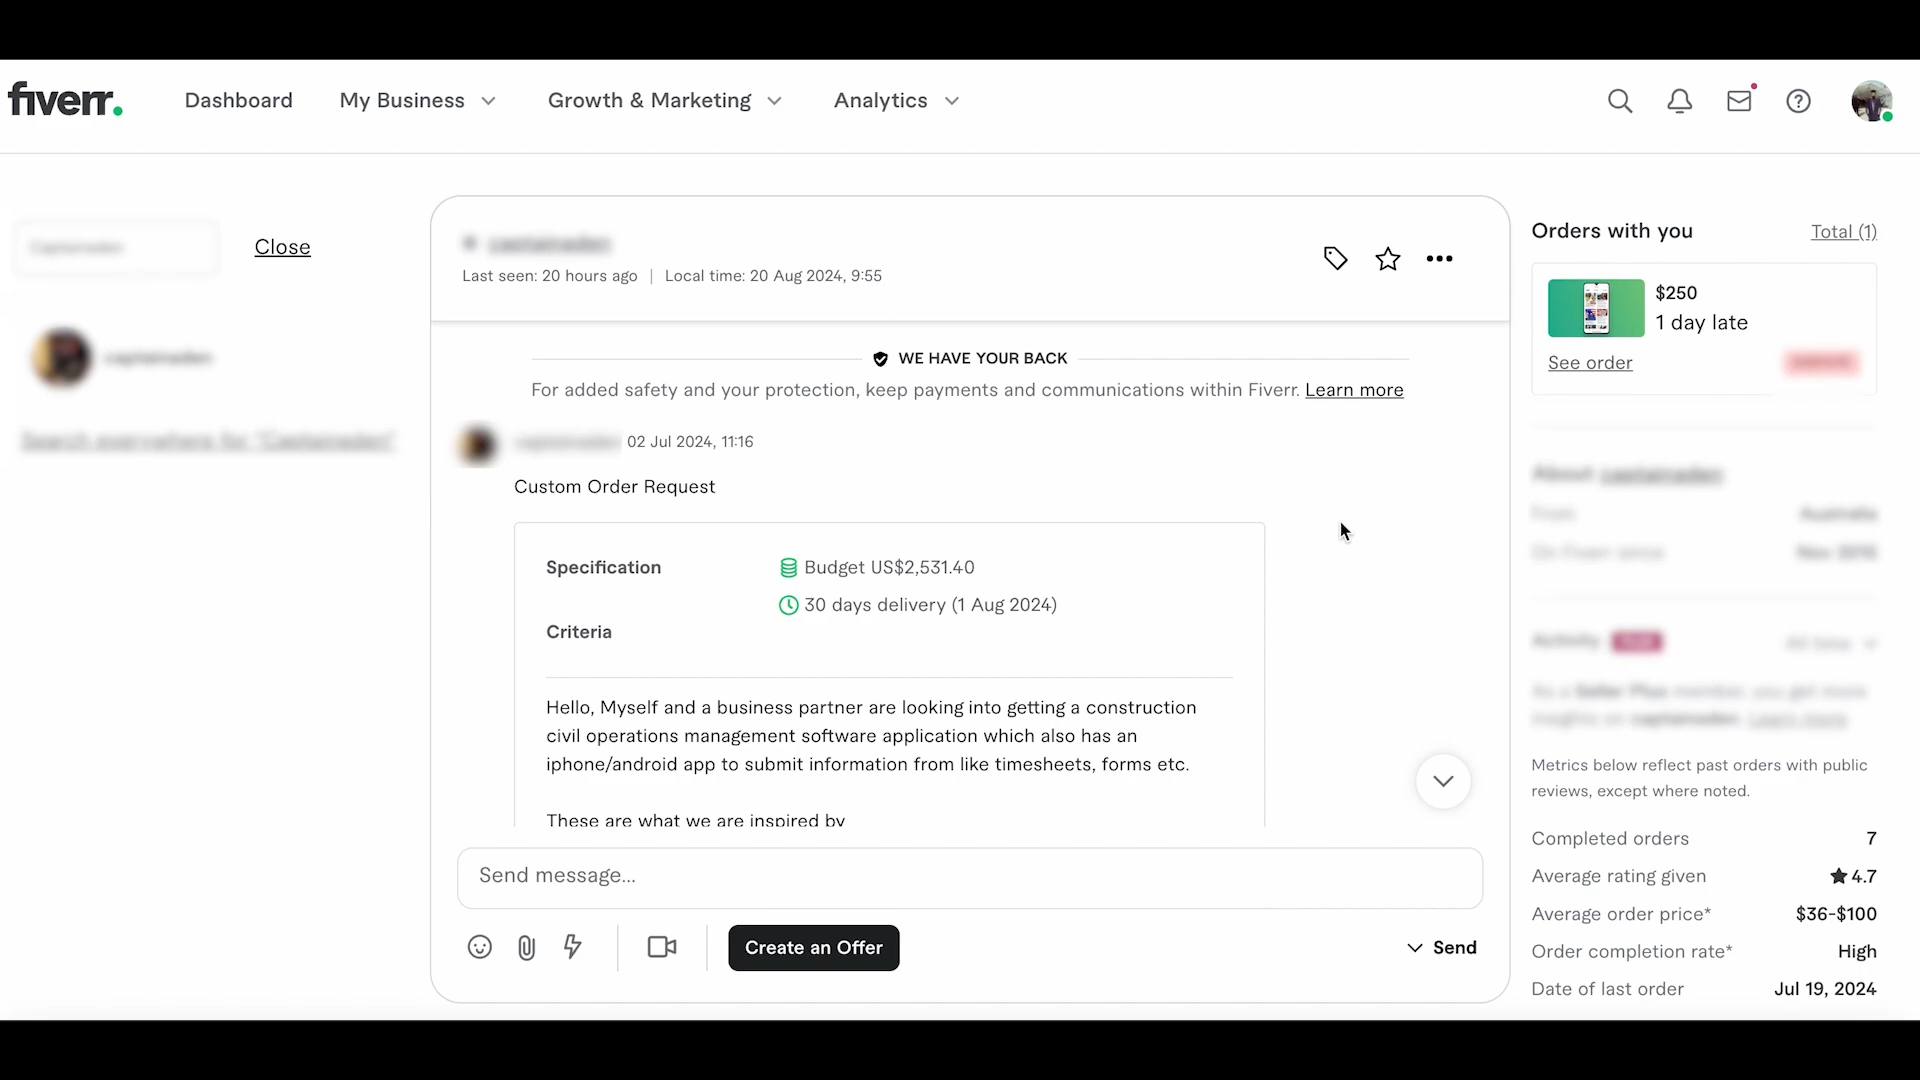 fiverr.
Dashboard
My Business
Growth & Marketing
Analytics
Close
Last seen: 20 hours ago | Local time: 20 Aug 2024, 9:55
WE HAVE YOUR BACK
For added safety and your protection, keep payments and communications within Fiverr. Learn more
02 Jul 2024, 11:16
Custom Order Request
Specification
Budget US$2,531.40
30 days delivery (1 Aug 2024)
Criteria
Hello, Myself and a business partner are looking into getting a construction
civil operations management software application which also has an
iphone/android app to submit information from like timesheets, forms etc.
These are what we are inspired by
Send message...
Create an Offer
Send
Orders with you
Total (1)
$250
1 day late
See order
Metrics below reflect past orders with public
reviews, except where noted.
Completed orders 7
Average rating given 4.7
Average order price* $36-$100
Order completion rate* High
Date of last order Jul 19, 2024